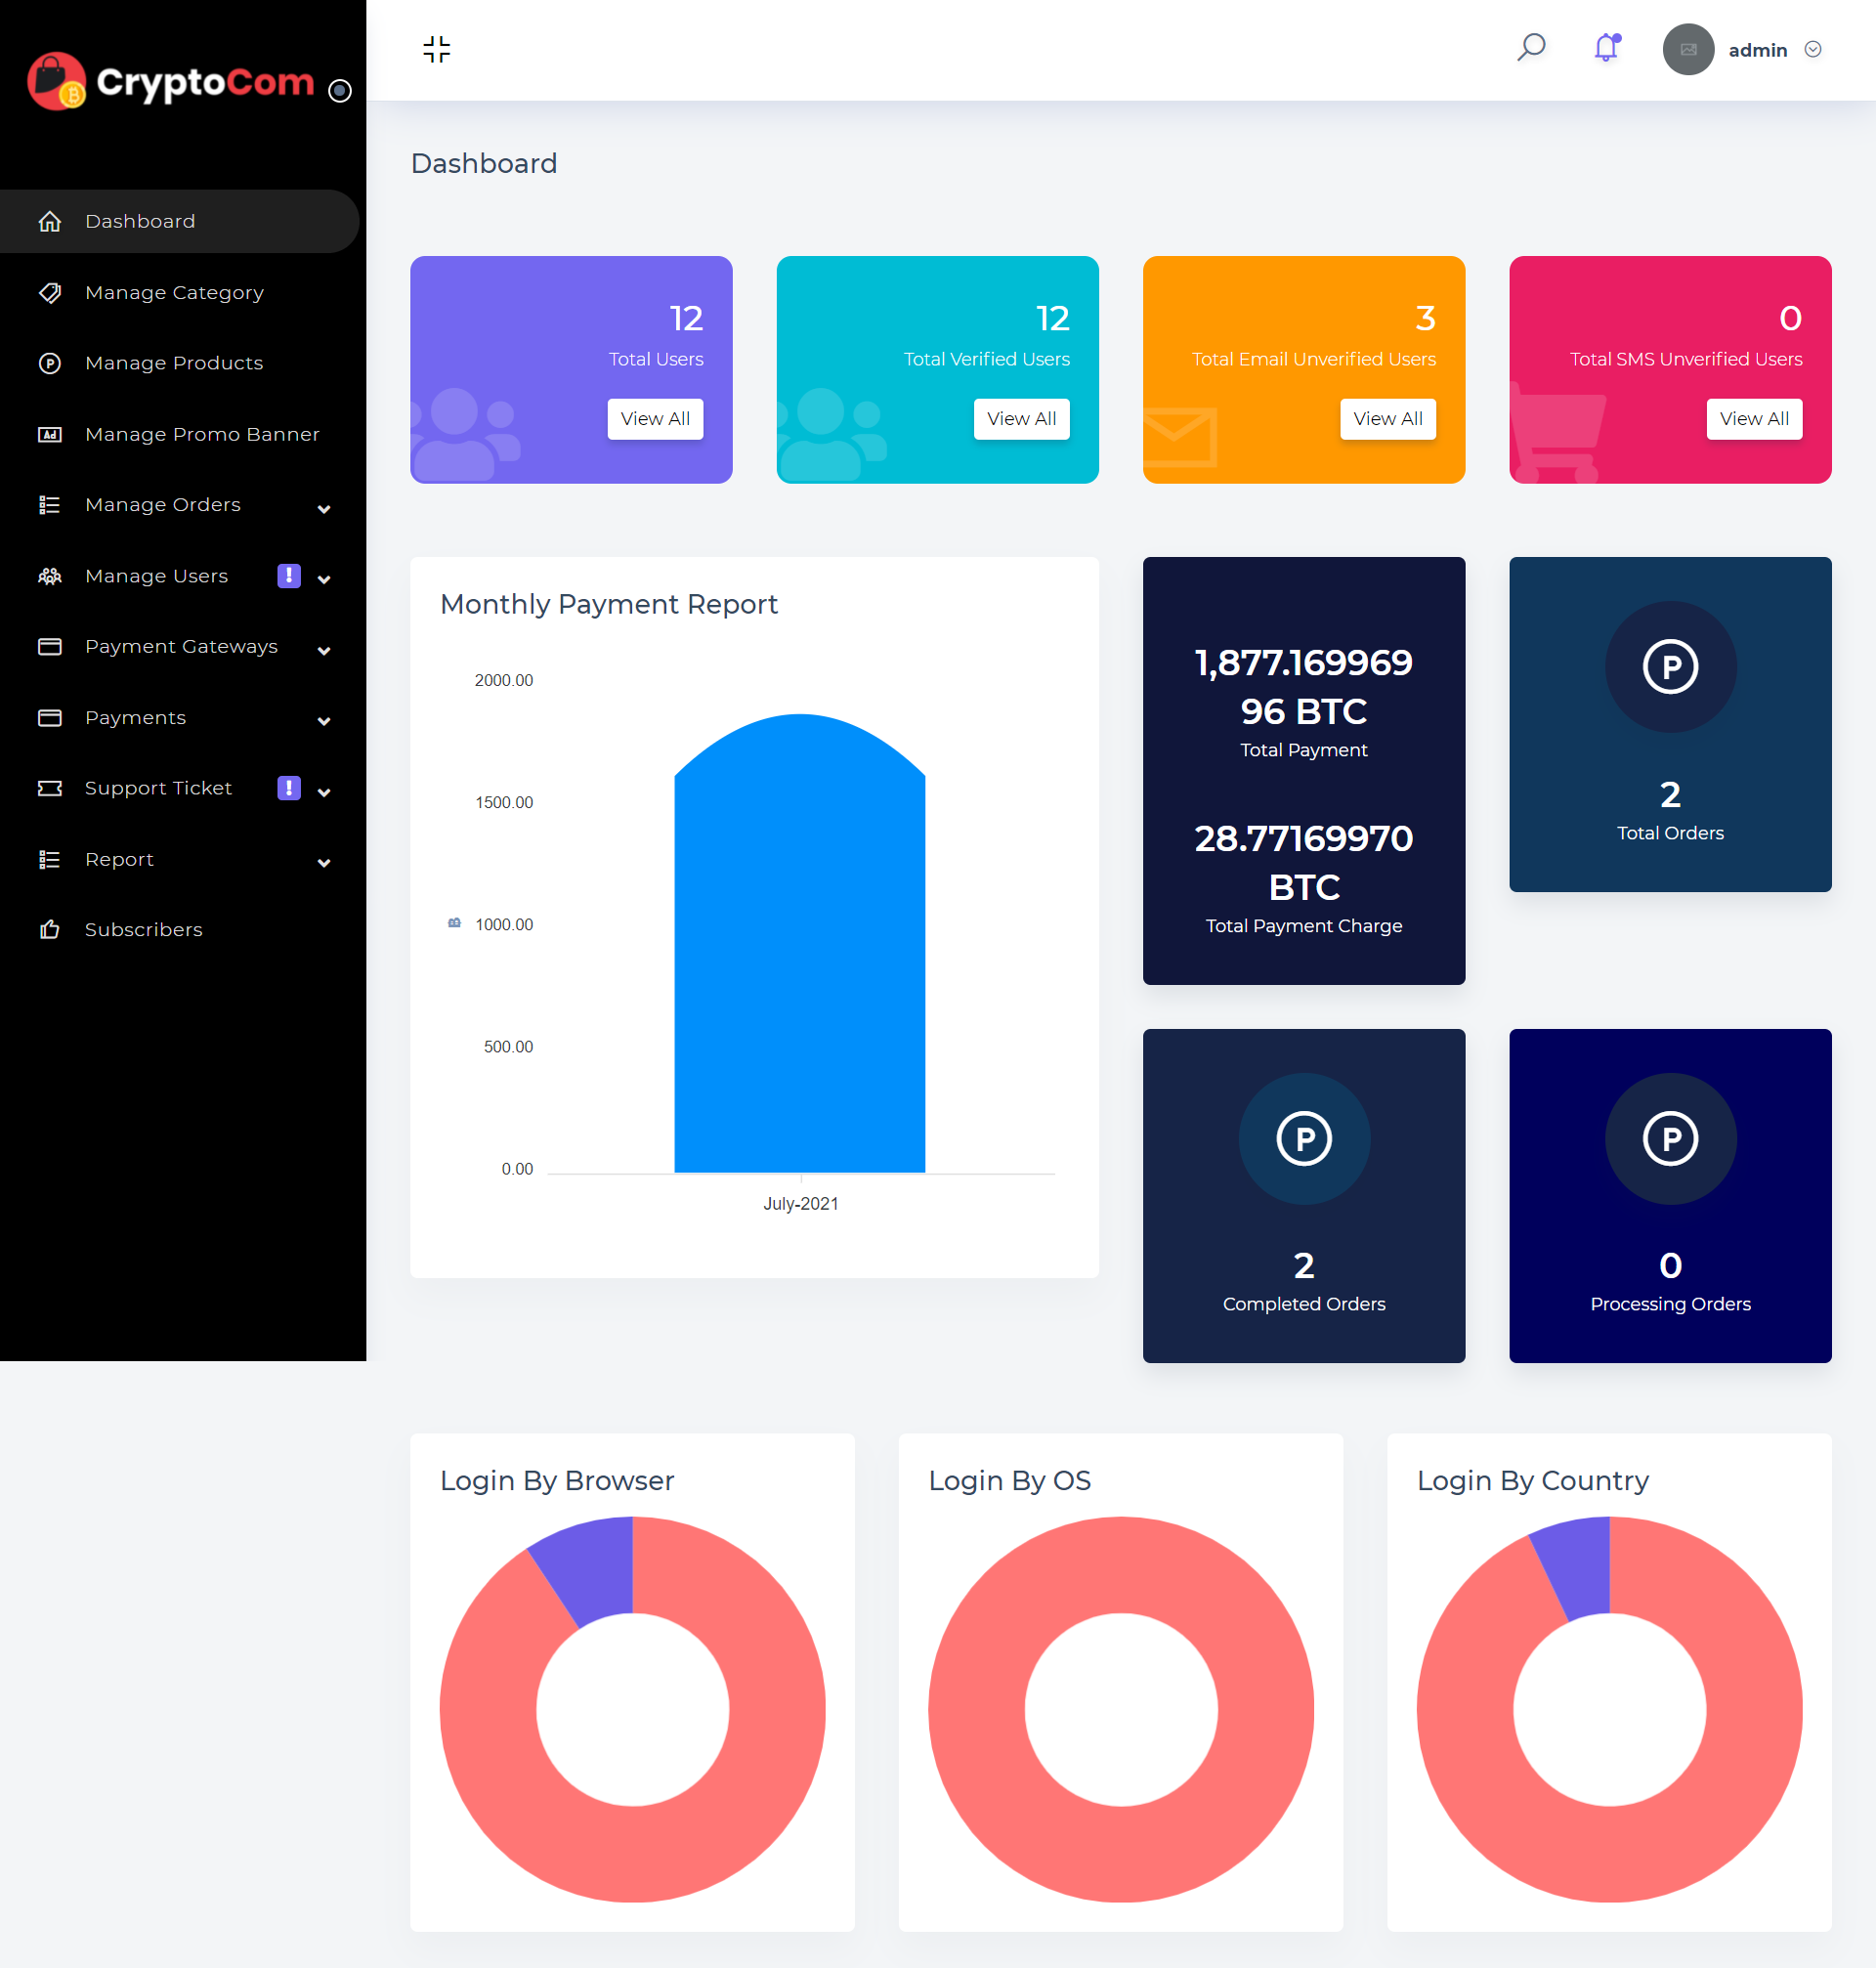 CryptoCom
admin
Dashboard
Manage Category
Manage Products
Manage Promo Banner
Manage Orders
Manage Users
Payment Gateways
Payments
Support Ticket
Report
Subscribers
Dashboard
12
Total Users
View All
12
Total Verified Users
View All
3
Total Email Unverified Users
View All
0
Total SMS Unverified Users
View All
Monthly Payment Report
2000.00
1500.00
1000.00
500.00
0.00
July-2021
1,877.169969
96 BTC
Total Payment
28.77169970
BTC
Total Payment Charge
P
2
Total Orders
P
2
Completed Orders
P
0
Processing Orders
Login By Browser
Login By OS
Login By Country